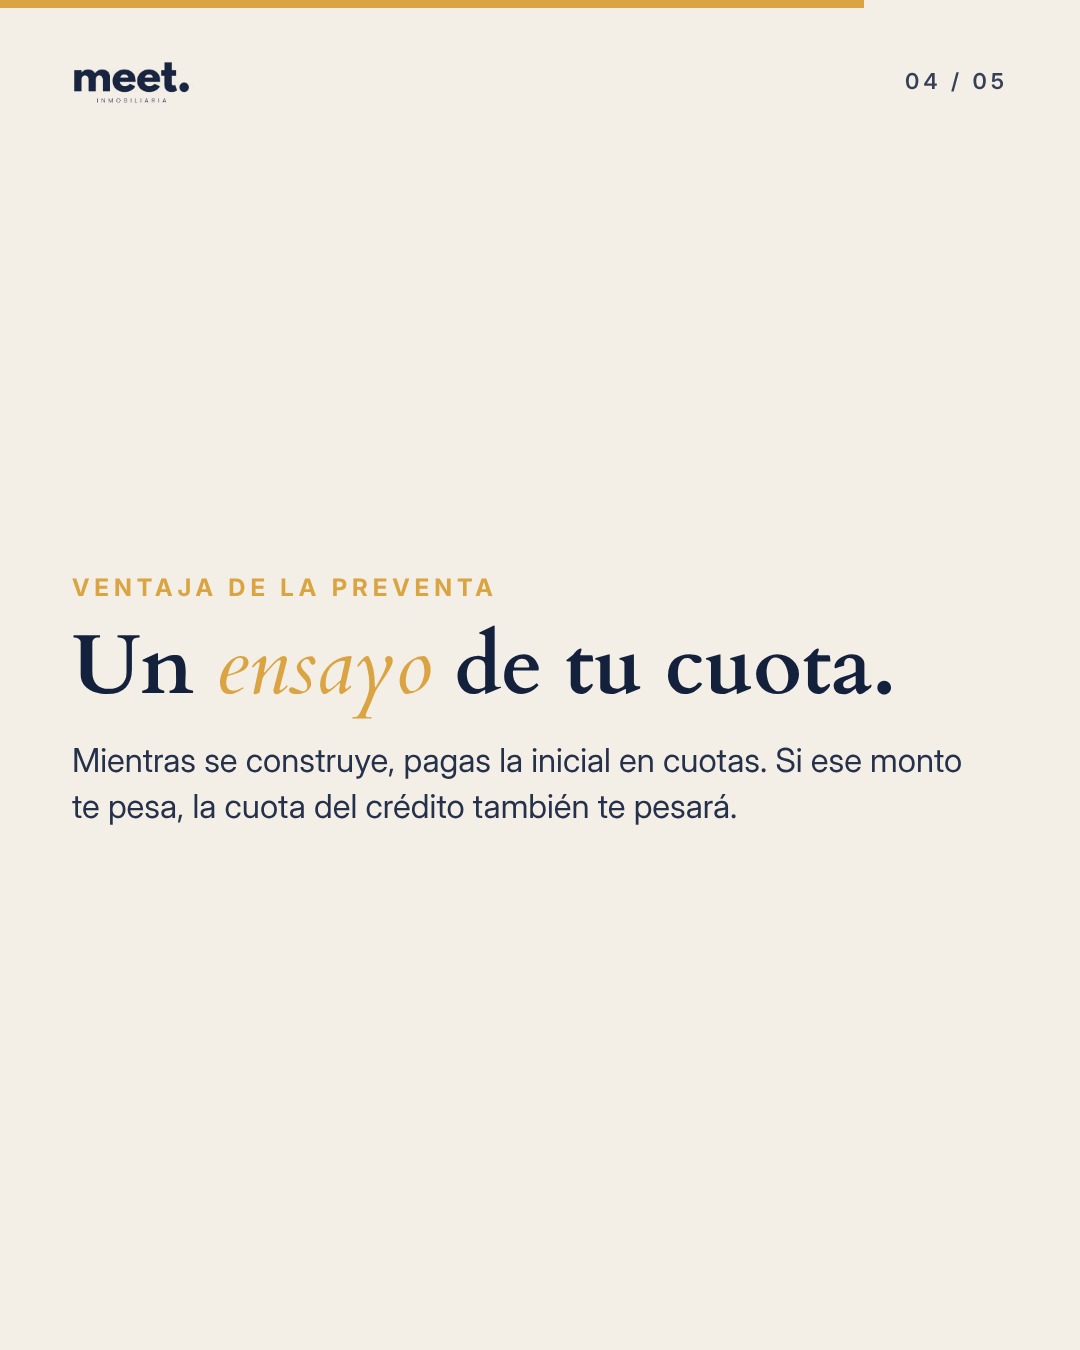 meet.
INMOBILIARIA
04 / 05
VENTAJA DE LA PREVENTA
Un ensayo de tu cuota.
Mientras se construye, pagas la inicial en cuotas. Si ese monto
te pesa, la cuota del crédito también te pesará.